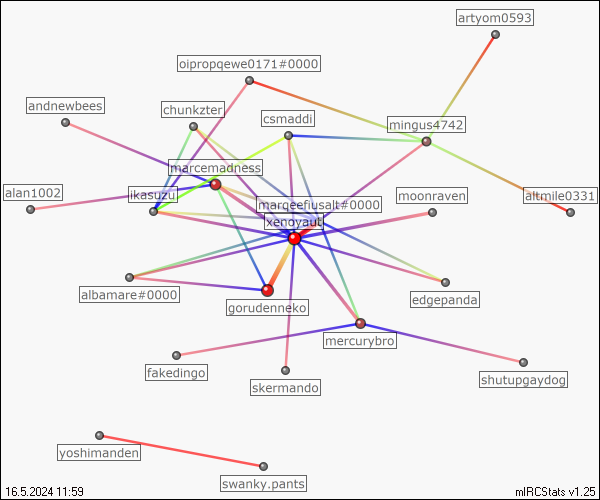 artyom0593
oipropqewe0171#0000
andnewbees
chunkzter
csmaddi
mingus4742
marcemadness
alan1002
ikasuzu
marqeefiusalt#0000
moonraven
altmile0331
xenoyaut
albamare#0000
gorudenneko
edgepanda
mercurybro
fakedingo
skermando
shutupgaydog
yoshimanden
swanky.pants
16.5.2024 11:59
mIRCStats v1.25